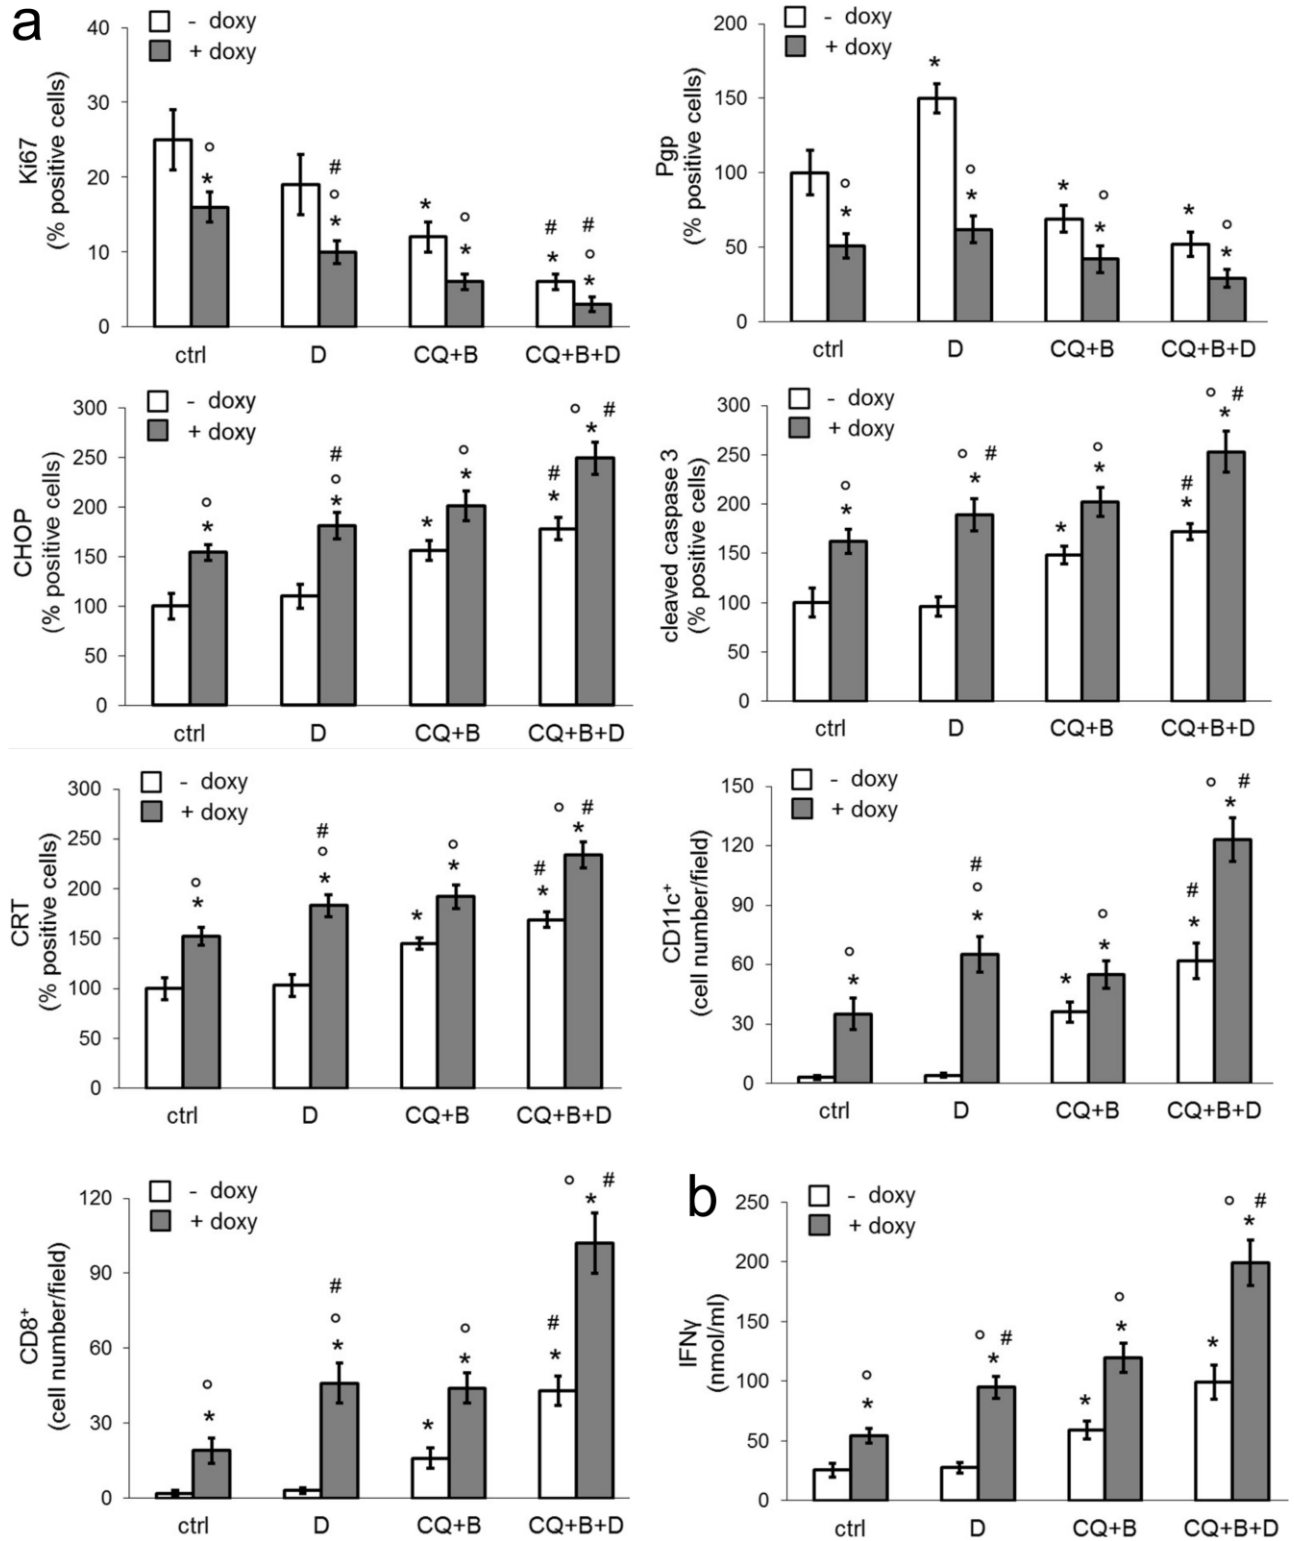 a
- doxy
+ doxy
Ki67
(% positive cells)
40
30
20
10
0
° * # ° * * ° * # * # ° *
ctrl D CQ+B CQ+B+D
- doxy
+ doxy
Pgp
(% positive cells)
200
150
100
50
0
° * * ° * * ° * * ° *
ctrl D CQ+B CQ+B+D
- doxy
+ doxy
CHOP
(% positive cells)
300
250
200
150
100
50
0
° * # ° * * ° * # * ° # *
ctrl D CQ+B CQ+B+D
- doxy
+ doxy
cleaved caspase 3
(% positive cells)
300
250
200
150
100
50
0
° * ° # * * ° * # * ° # *
ctrl D CQ+B CQ+B+D
- doxy
+ doxy
CRT
(% positive cells)
300
250
200
150
100
50
0
° * # ° * * ° * # * ° # *
ctrl D CQ+B CQ+B+D
- doxy
+ doxy
CD11c⁺
(cell number/field)
150
120
90
60
30
0
° * # ° * * ° * # * ° # *
ctrl D CQ+B CQ+B+D
- doxy
+ doxy
CD8⁺
(cell number/field)
120
90
60
30
0
° * # ° * * ° * # * ° # *
ctrl D CQ+B CQ+B+D
b
- doxy
+ doxy
IFNγ
(nmol/ml)
250
200
150
100
50
0
° * ° # * * ° * * ° # *
ctrl D CQ+B CQ+B+D